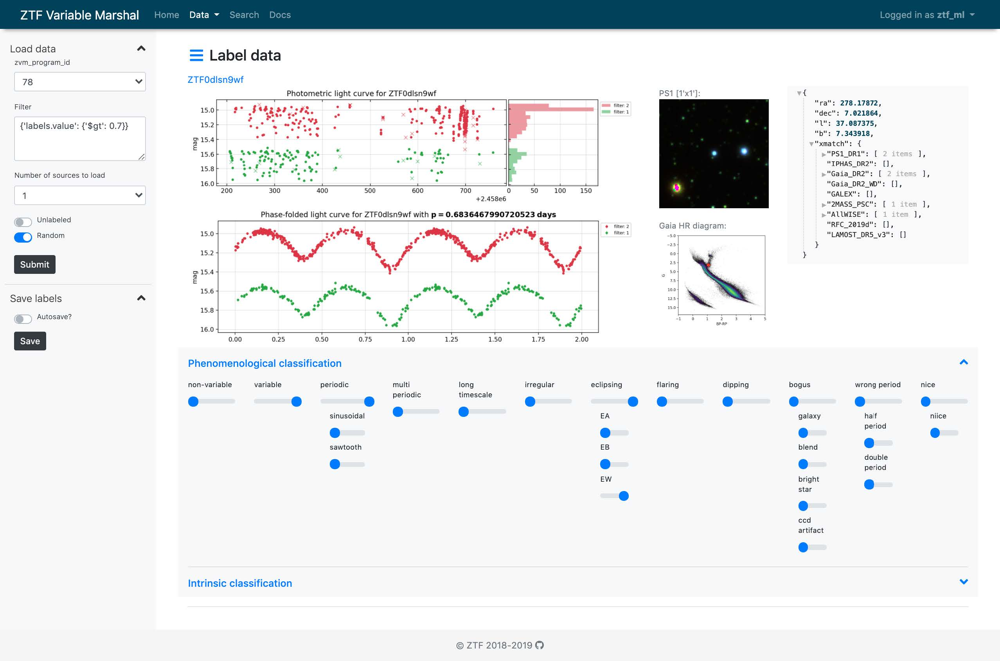 ZTF Variable Marshal Home Data Search Docs Logged in as ztf_ml
Load data
zvm_program_id
78
Filter
{'labels.value': {'$gt': 0.7}}
Number of sources to load
1
Unlabeled
Random
Submit
Save labels
Autosave?
Save
Label data
ZTF0dlsn9wf
Photometric light curve for ZTF0dlsn9wf
mag
15.0
15.2
15.4
15.6
15.8
16.0
200 300 400 500 600 700 0 50 100 150
+2.458e6
filter: 2
filter: 1
Phase-folded light curve for ZTF0dlsn9wf with p = 0.6836467990720523 days
mag
15.0
15.2
15.4
15.6
15.8
16.0
0.00 0.25 0.50 0.75 1.00 1.25 1.50 1.75 2.00
filter: 2
filter: 1
PS1 [1'x1']:
Gaia HR diagram:
−5.0
−2.5
0.0
2.5
5.0
7.5
10.0
12.5
15.0
G
−1 0 1 2 3 4 5
BP-RP
{
"ra": 278.17872,
"dec": 7.021864,
"l": 37.087375,
"b": 7.343918,
"xmatch": {
"PS1_DR1": [ 2 items ],
"IPHAS_DR2": [],
"Gaia_DR2": [ 2 items ],
"Gaia_DR2_WD": [],
"GALEX": [],
"2MASS_PSC": [ 1 item ],
"AllWISE": [ 1 item ],
"RFC_2019d": [],
"LAMOST_DR5_v3": []
}
}
Phenomenological classification
non-variable
variable
periodic
sinusoidal
sawtooth
multi
periodic
long
timescale
irregular
eclipsing
EA
EB
EW
flaring
dipping
bogus
galaxy
blend
bright
star
ccd
artifact
wrong period
half
period
double
period
nice
niice
Intrinsic classification
© ZTF 2018-2019